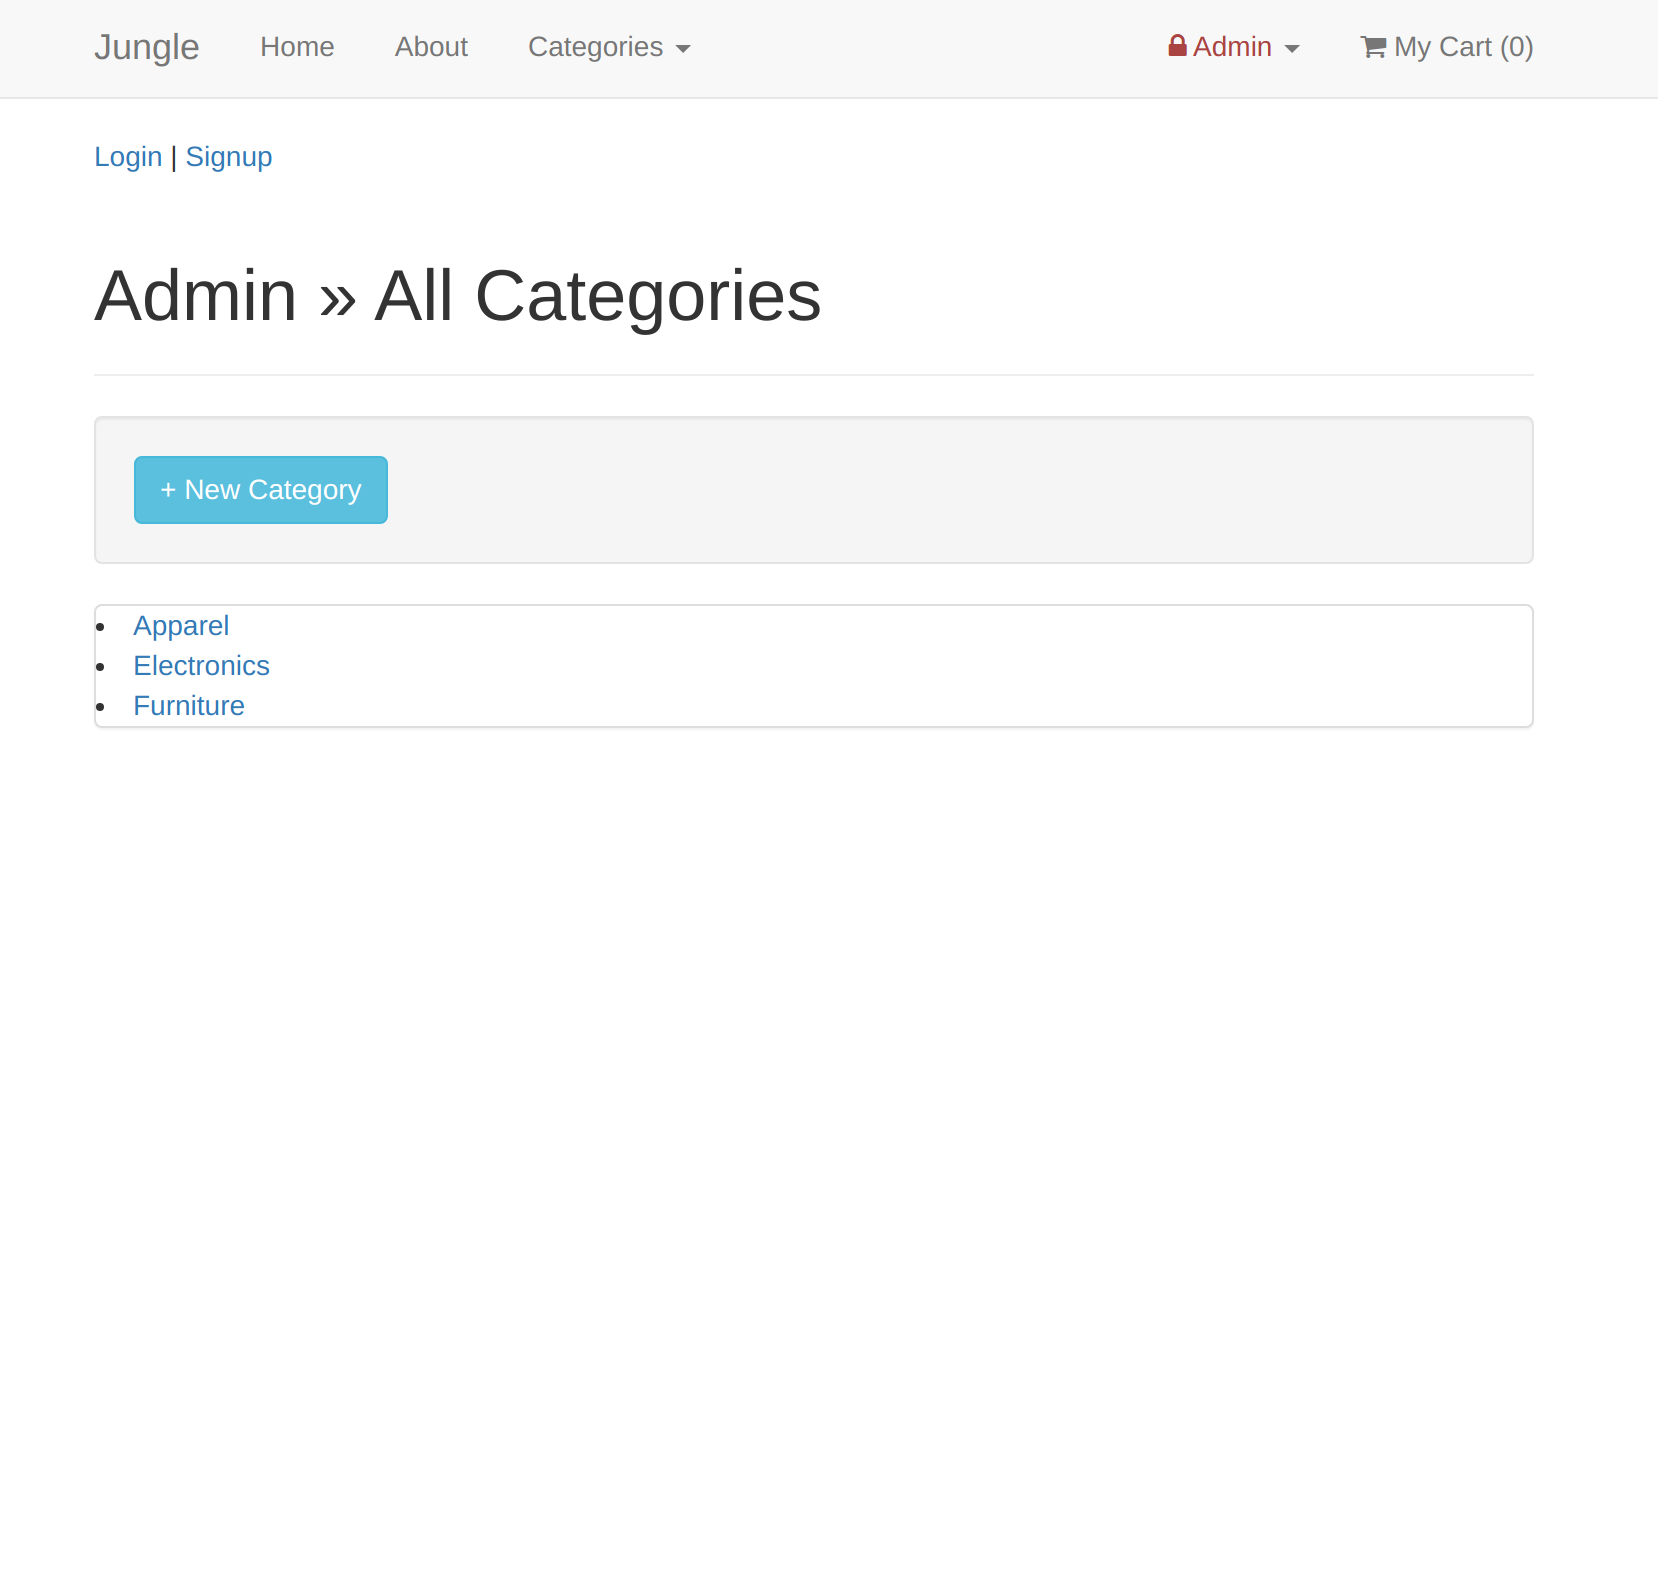 Jungle Home About Categories Admin My Cart (0)
Login | Signup
Admin » All Categories
+ New Category
Apparel
Electronics
Furniture